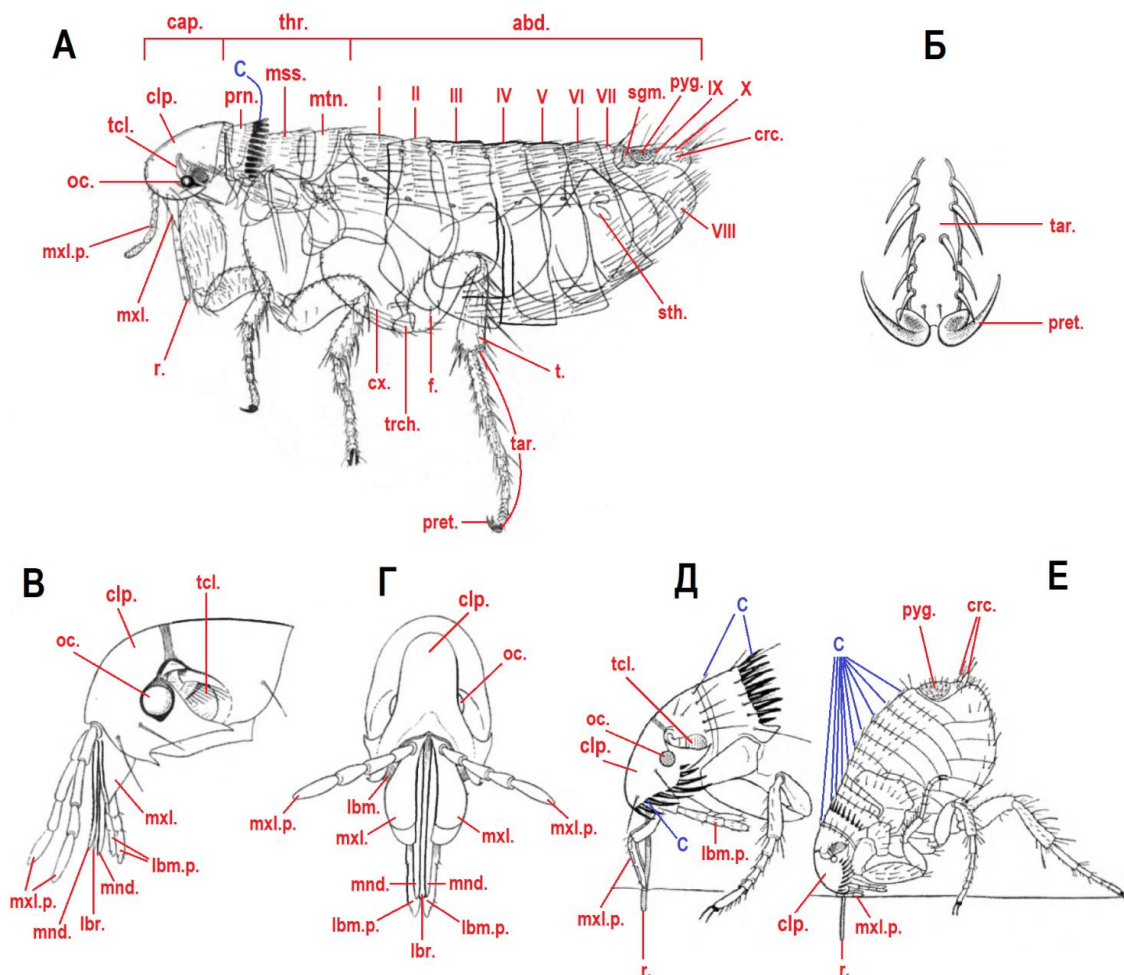 А
cap.
thr.
abd.
Б
C
clp.
prn.
mss.
mtn.
I
II
III
IV
V
VI
VII
sgm.
pyg.
IX
X
tcl.
crc.
oc.
mxl.p.
VIII
tar.
mxl.
sth.
pret.
r.
cx.
f.
t.
trch.
tar.
pret.
В
clp.
tcl.
oc.
mxl.
lbm.p.
mxl.p.
mnd.
lbr.
mnd.
Г
clp.
oc.
lbm.
mxl.p.
mxl.
mxl.
mxl.p.
mnd.
mnd.
lbm.p.
lbm.p.
lbr.
Д
C
tcl.
oc.
clp.
C
lbm.p.
mxl.p.
r.
Е
pyg.
crc.
C
clp.
mxl.p.
r.